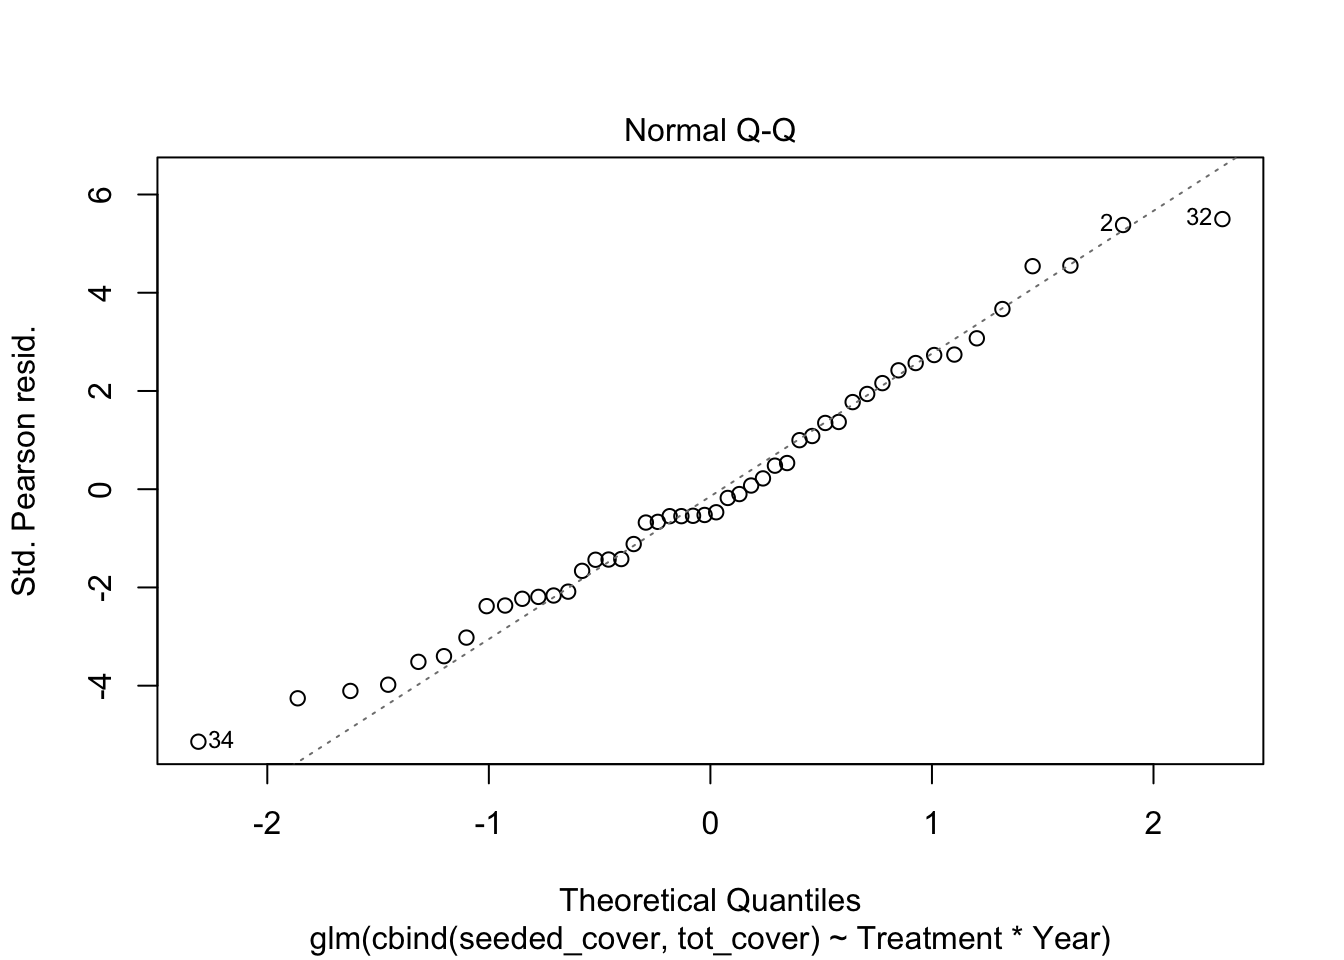 Normal Q-Q
Std. Pearson resid.
6
4
2
0
-2
-4
2
32
34
-2 -1 0 1 2
Theoretical Quantiles
glm(cbind(seeded_cover, tot_cover) ~ Treatment * Year)